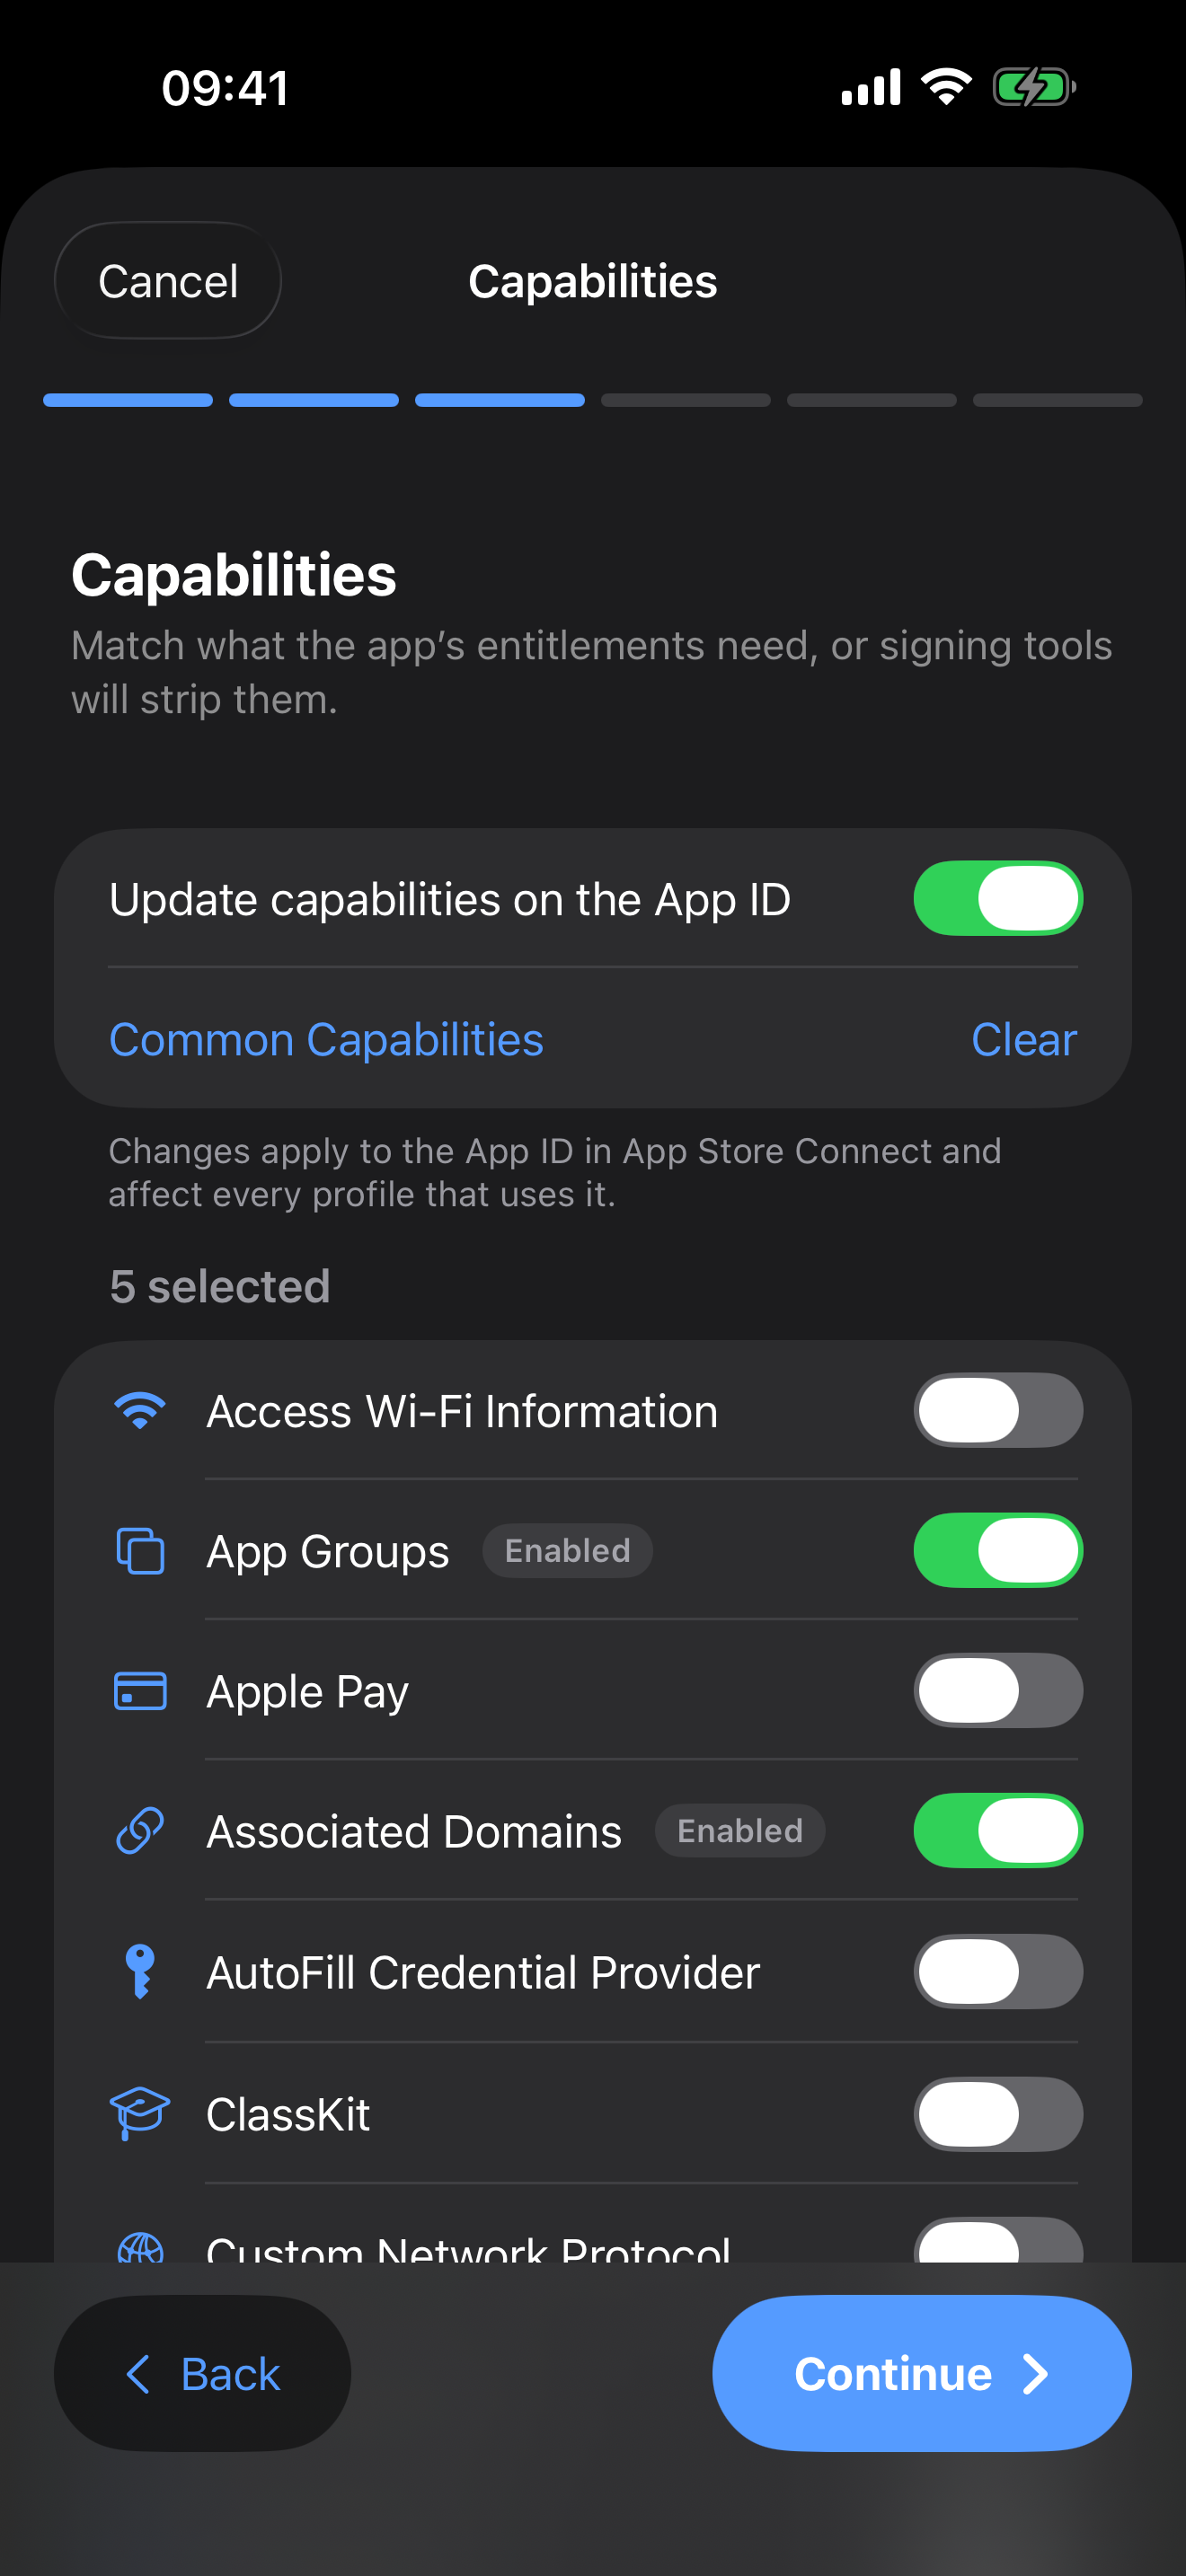 09:41
Cancel
Capabilities
Capabilities
Match what the app’s entitlements need, or signing tools
will strip them.
Update capabilities on the App ID
Common Capabilities
Clear
Changes apply to the App ID in App Store Connect and
affect every profile that uses it.
5 selected
Access Wi-Fi Information
App Groups
Enabled
Apple Pay
Associated Domains
Enabled
AutoFill Credential Provider
ClassKit
Custom Network Protocol
Back
Continue